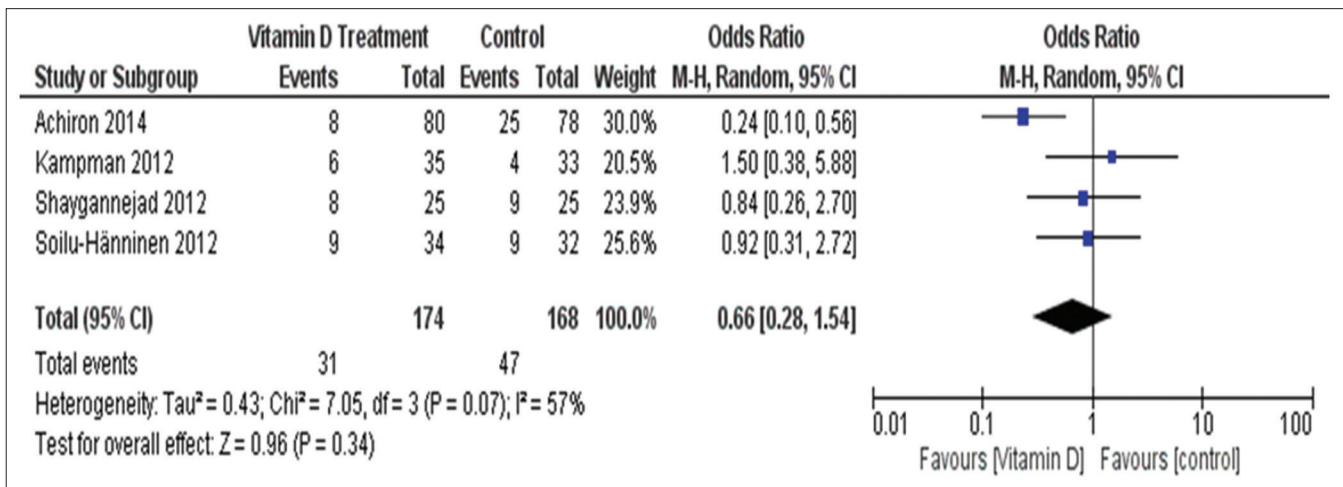 Vitamin D Treatment Control Odds Ratio Odds Ratio
Study or Subgroup Events Total Events Total Weight M-H, Random, 95% CI M-H, Random, 95% CI
Achiron 2014 8 80 25 78 30.0% 0.24 [0.10, 0.56]
Kampman 2012 6 35 4 33 20.5% 1.50 [0.38, 5.88]
Shaygannejad 2012 8 25 9 25 23.9% 0.84 [0.26, 2.70]
Soilu-Hänninen 2012 9 34 9 32 25.6% 0.92 [0.31, 2.72]
Total (95% CI) 174 168 100.0% 0.66 [0.28, 1.54]
Total events 31 47
Heterogeneity: Tau² = 0.43; Chi² = 7.05, df = 3 (P = 0.07); I² = 57%
Test for overall effect: Z = 0.96 (P = 0.34)
0.01 0.1 1 10 100
Favours [Vitamin D] Favours [control]